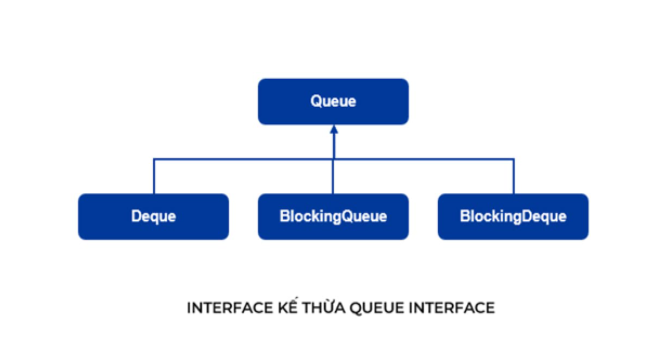 Queue
Deque
BlockingQueue
BlockingDeque
INTERFACE KẾ THỪA QUEUE INTERFACE